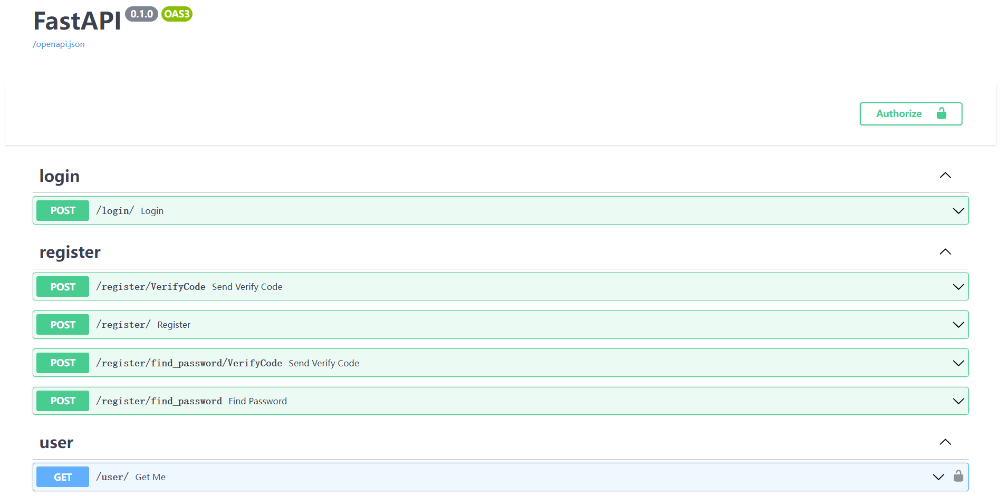 FastAPI 0.1.0 OAS3
/openapi.json
Authorize
login
POST /login/ Login
register
POST /register/VerifyCode Send Verify Code
POST /register/ Register
POST /register/find_password/VerifyCode Send Verify Code
POST /register/find_password Find Password
user
GET /user/ Get Me